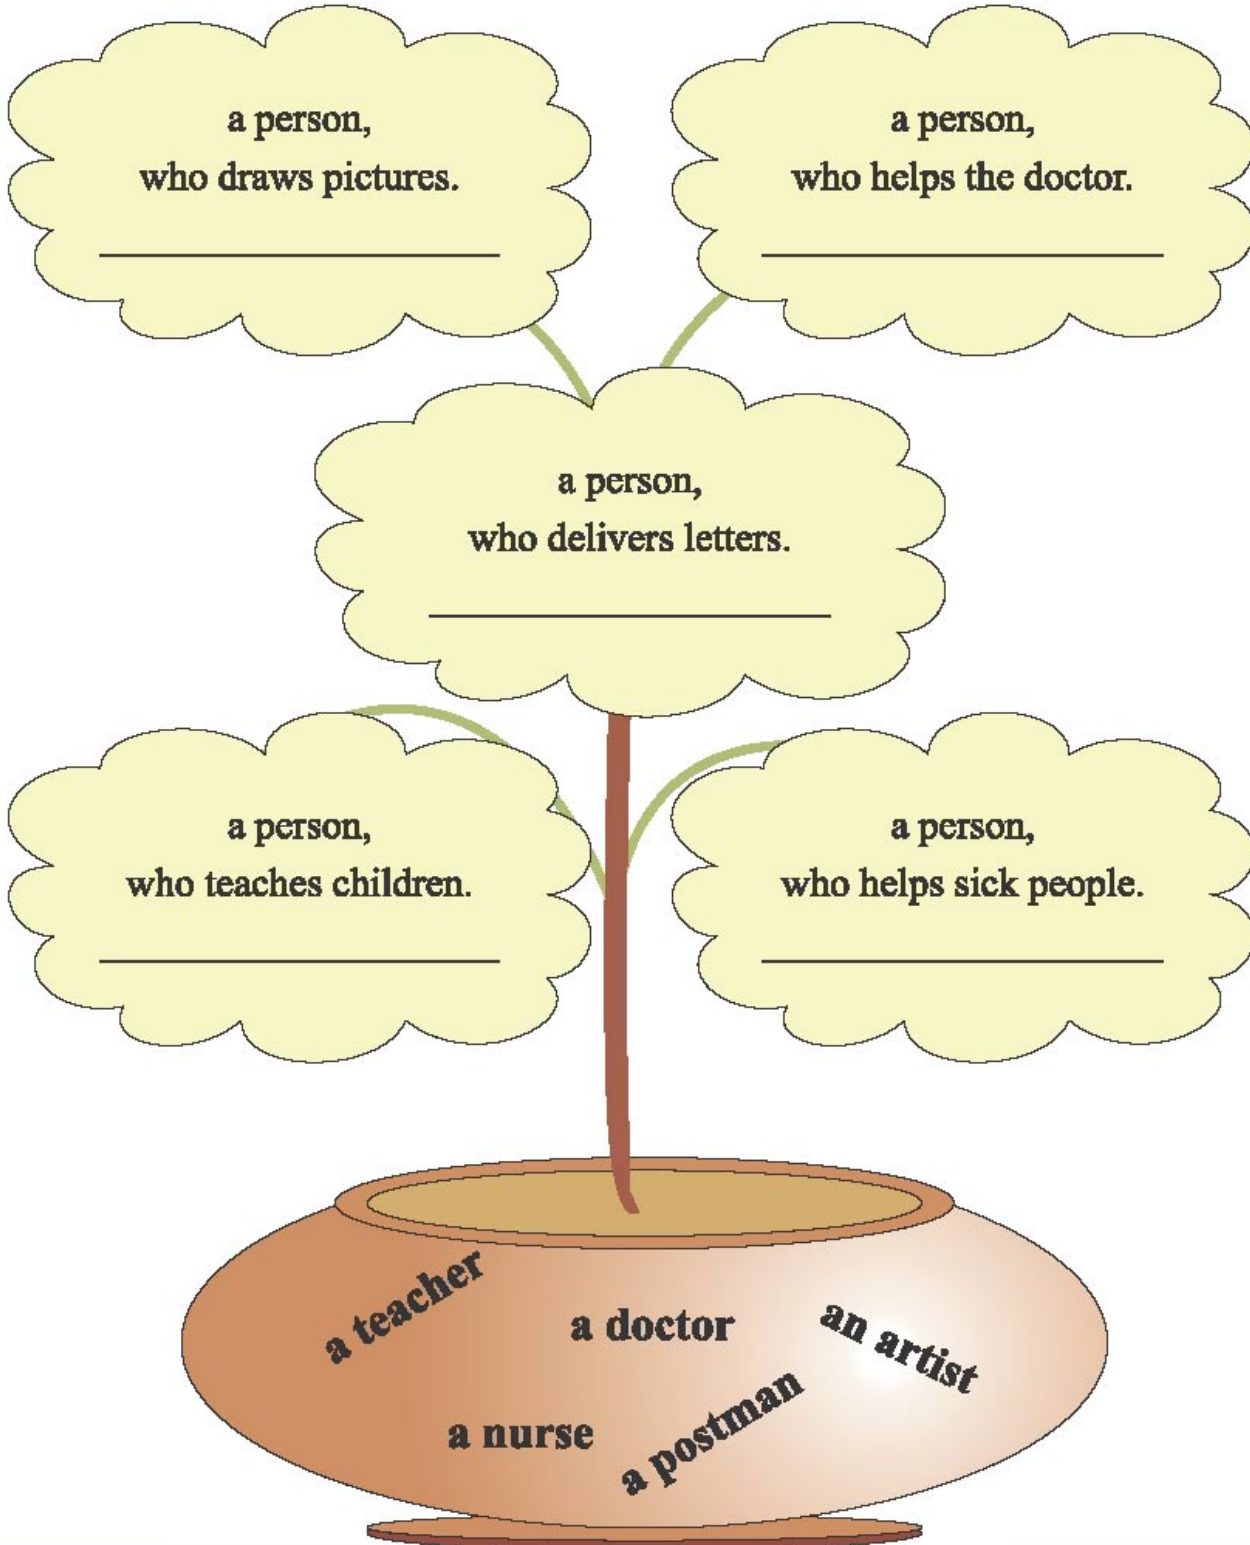 a person,
who draws pictures.
a person,
who helps the doctor.
a person,
who delivers letters.
a person,
who teaches children.
a person,
who helps sick people.
a teacher
a doctor
an artist
a nurse
a postman